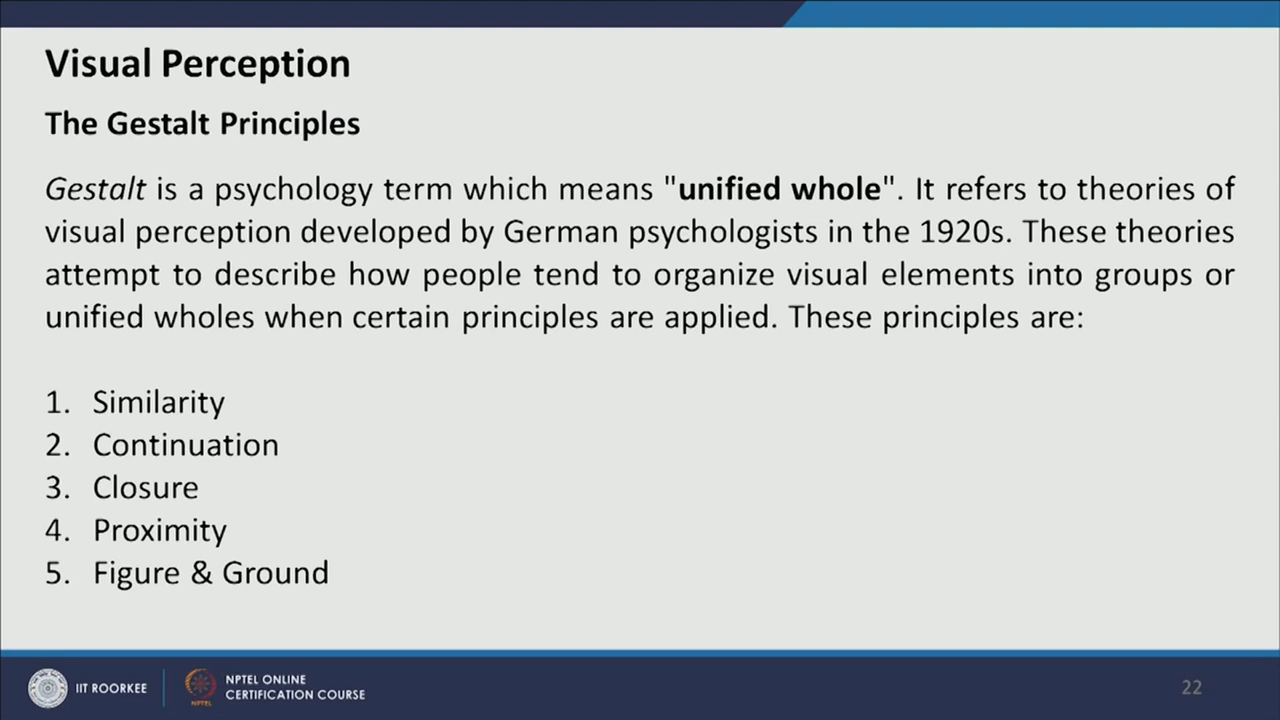 Visual Perception
The Gestalt Principles
Gestalt is a psychology term which means "unified whole". It refers to theories of
visual perception developed by German psychologists in the 1920s. These theories
attempt to describe how people tend to organize visual elements into groups or
unified wholes when certain principles are applied. These principles are:
1. Similarity
2. Continuation
3. Closure
4. Proximity
5. Figure & Ground
IIT ROORKEE
NPTEL
NPTEL ONLINE
CERTIFICATION COURSE
22